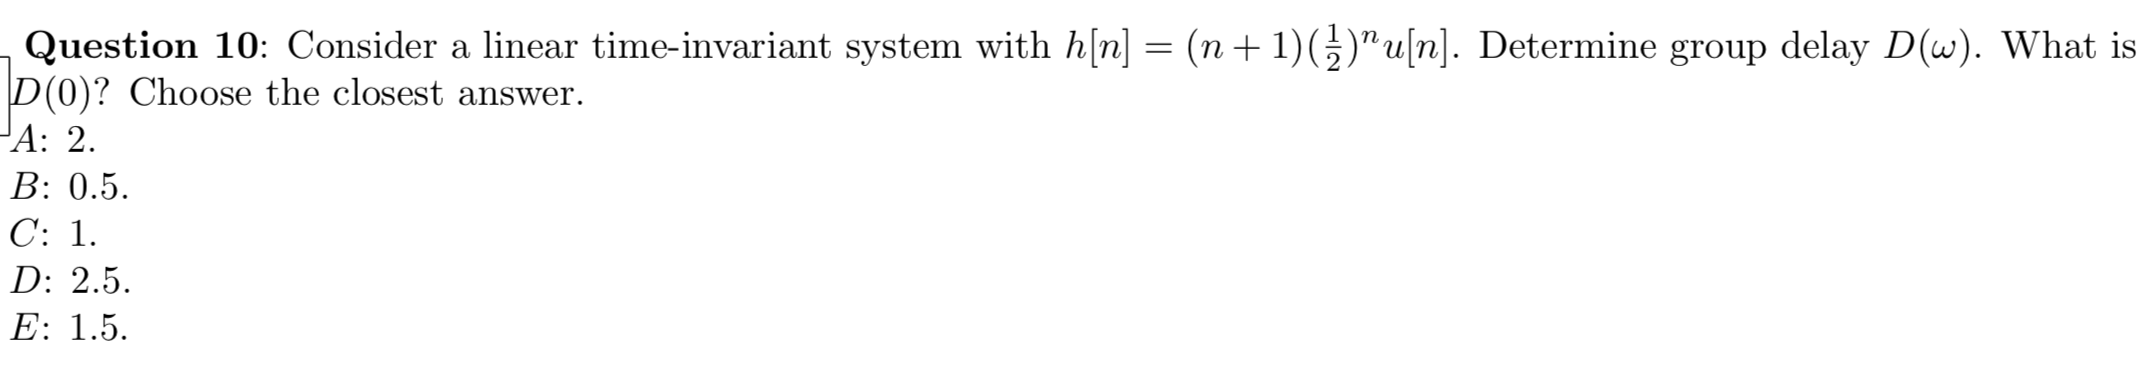 Question 10: Consider a linear time-invariant system with h[n] = (n + 1)(½)ⁿu[n]. Determine group delay D(ω). What is
D(0)? Choose the closest answer.
A: 2.
B: 0.5.
C: 1.
D: 2.5.
E: 1.5.